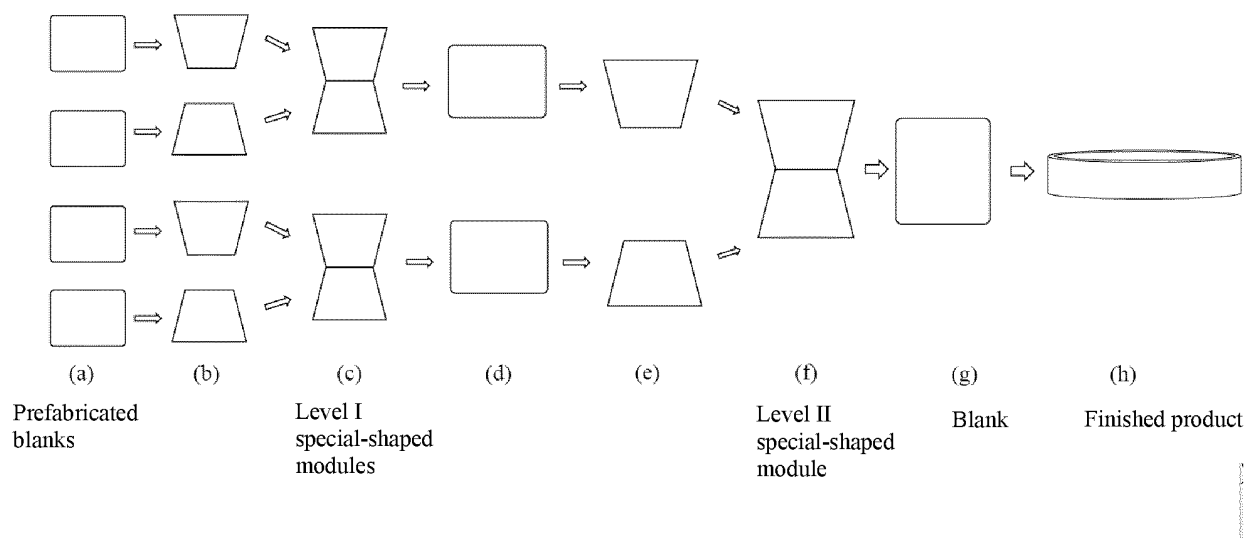 (a) (b) (c) (d) (e) (f) (g) (h)
Prefabricated
blanks
Level I
special-shaped
modules
Level II
special-shaped
module
Blank
Finished product